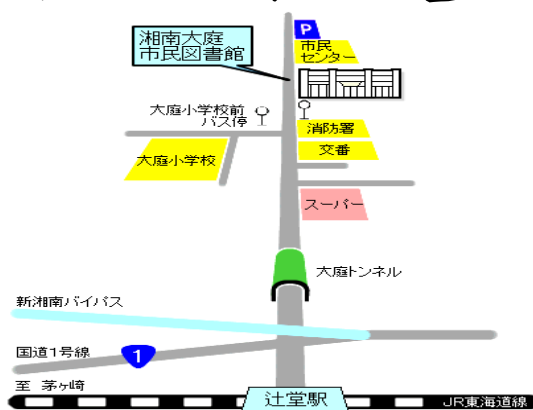 P
湘南大庭
市民図書館
市民
センター
大庭小学校前
バス停
消防署
交番
大庭小学校
スーパー
大庭トンネル
新湘南バイパス
国道1号線
1
至 茅ヶ崎
辻堂駅
JR東海道線